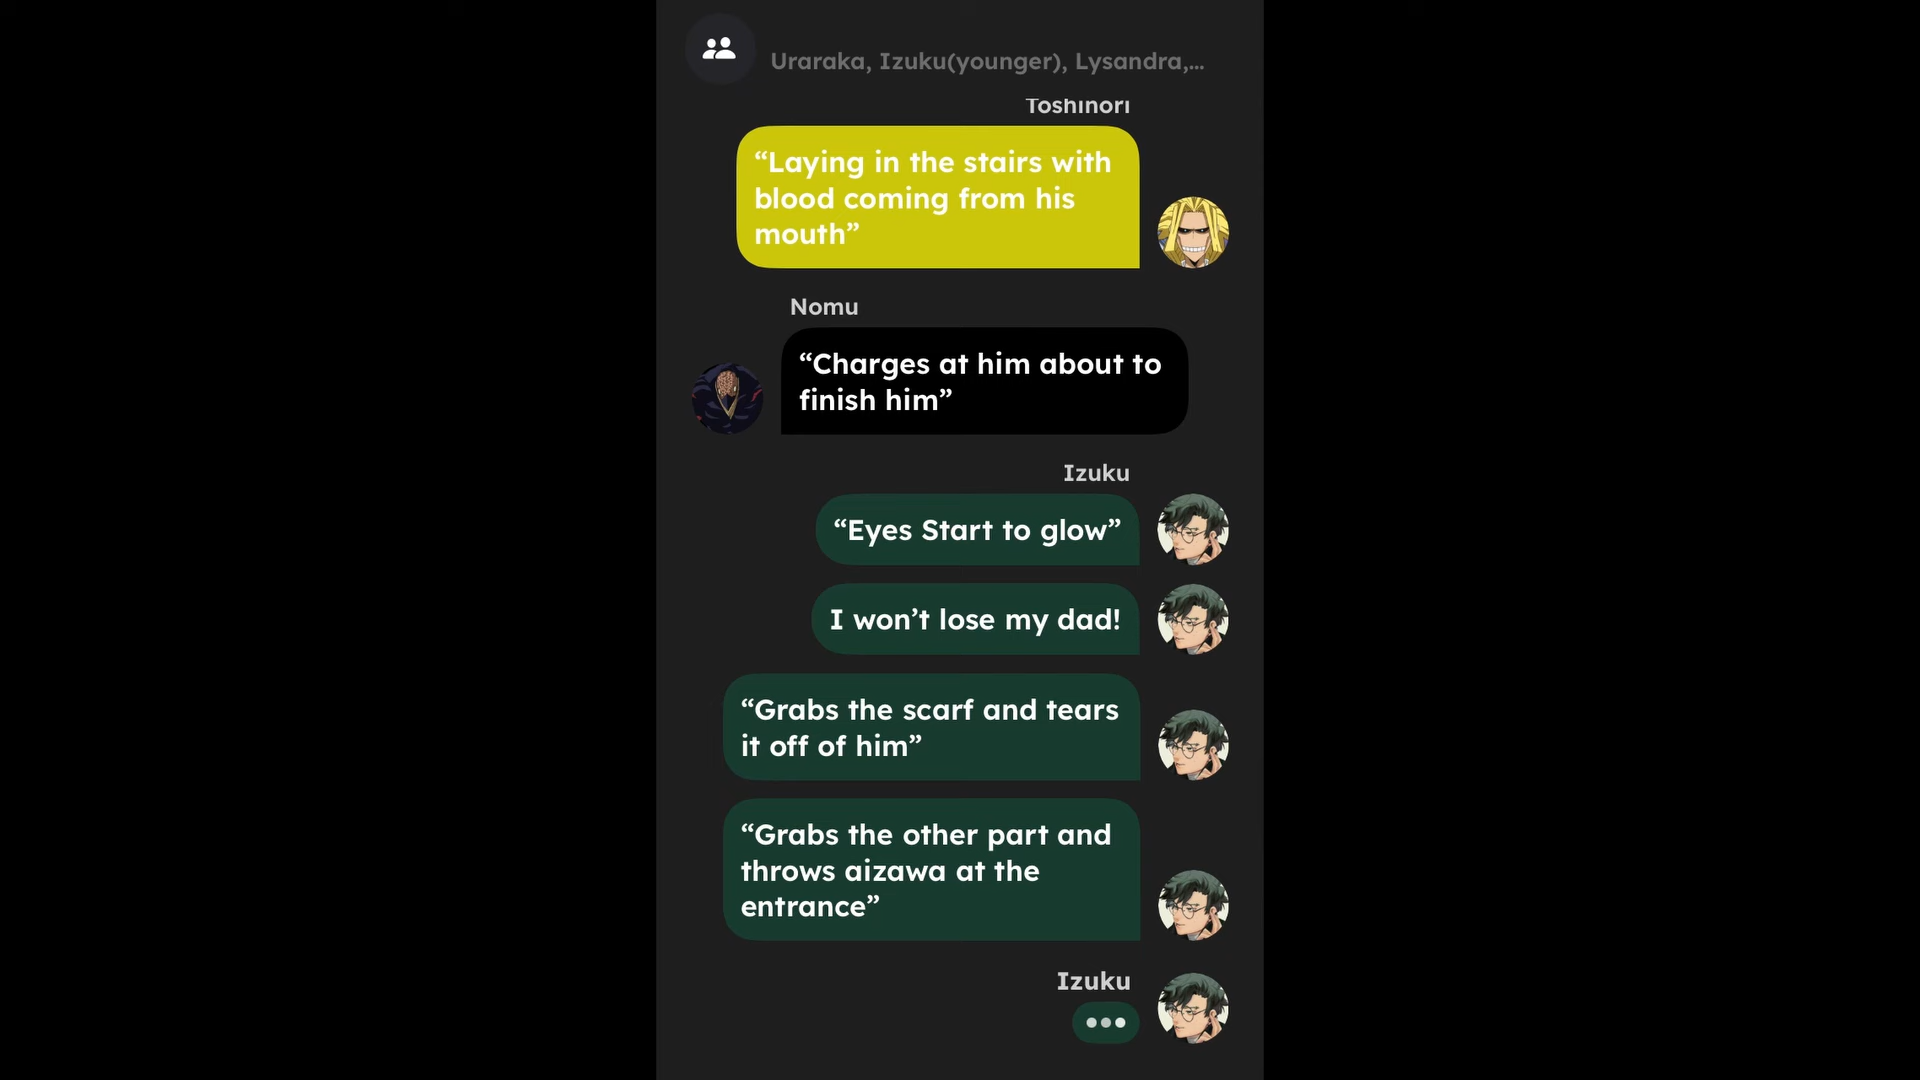 Uraraka, Izuku(younger), Lysandra,...
Toshinori
“Laying in the stairs with
blood coming from his
mouth”
Nomu
“Charges at him about to
finish him”
Izuku
“Eyes Start to glow”
I won’t lose my dad!
“Grabs the scarf and tears
it off of him”
“Grabs the other part and
throws aizawa at the
entrance”
Izuku